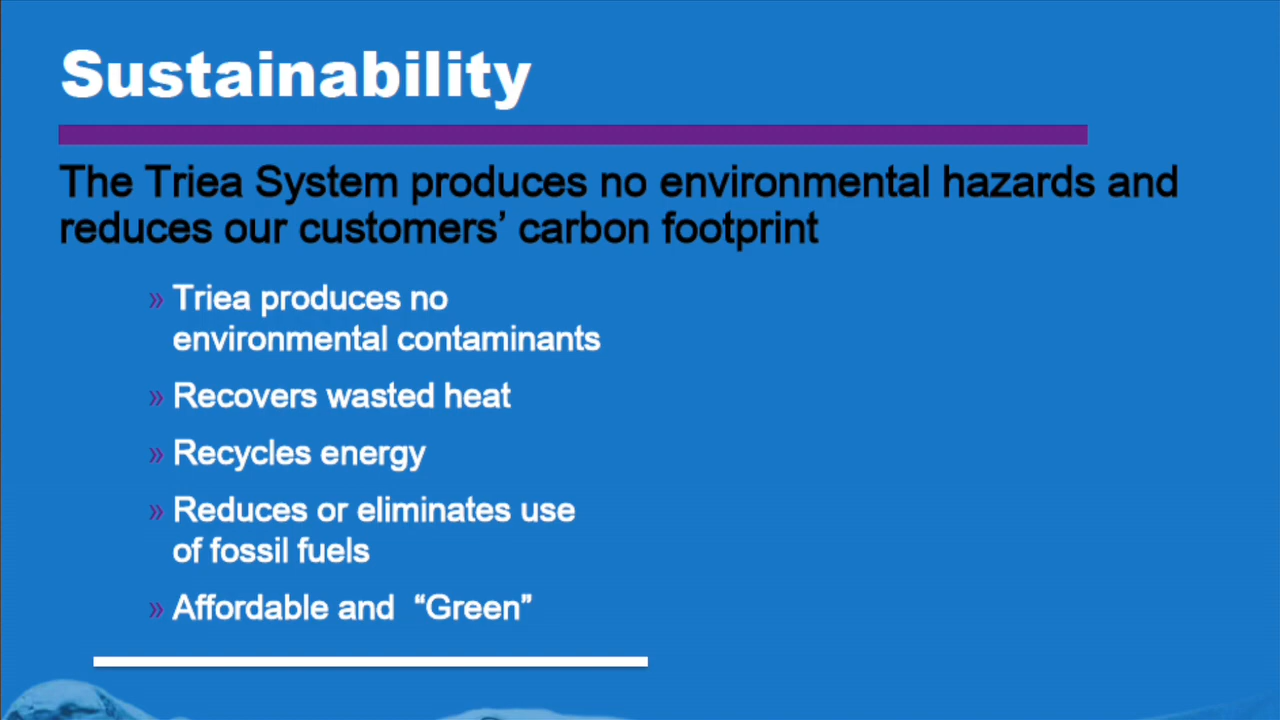 Sustainability
The Triea System produces no environmental hazards and
reduces our customers’ carbon footprint
» Triea produces no
environmental contaminants
» Recovers wasted heat
» Recycles energy
» Reduces or eliminates use
of fossil fuels
» Affordable and “Green”